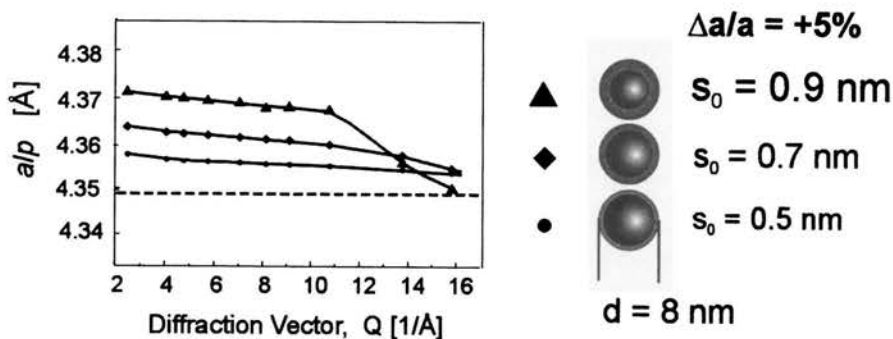 Δa/a = +5%
4.38
4.37
4.36
4.35
4.34
a/p [Å]
2 4 6 8 10 12 14 16
Diffraction Vector, Q [1/Å]
▲ s₀ = 0.9 nm
◆ s₀ = 0.7 nm
● s₀ = 0.5 nm
d = 8 nm